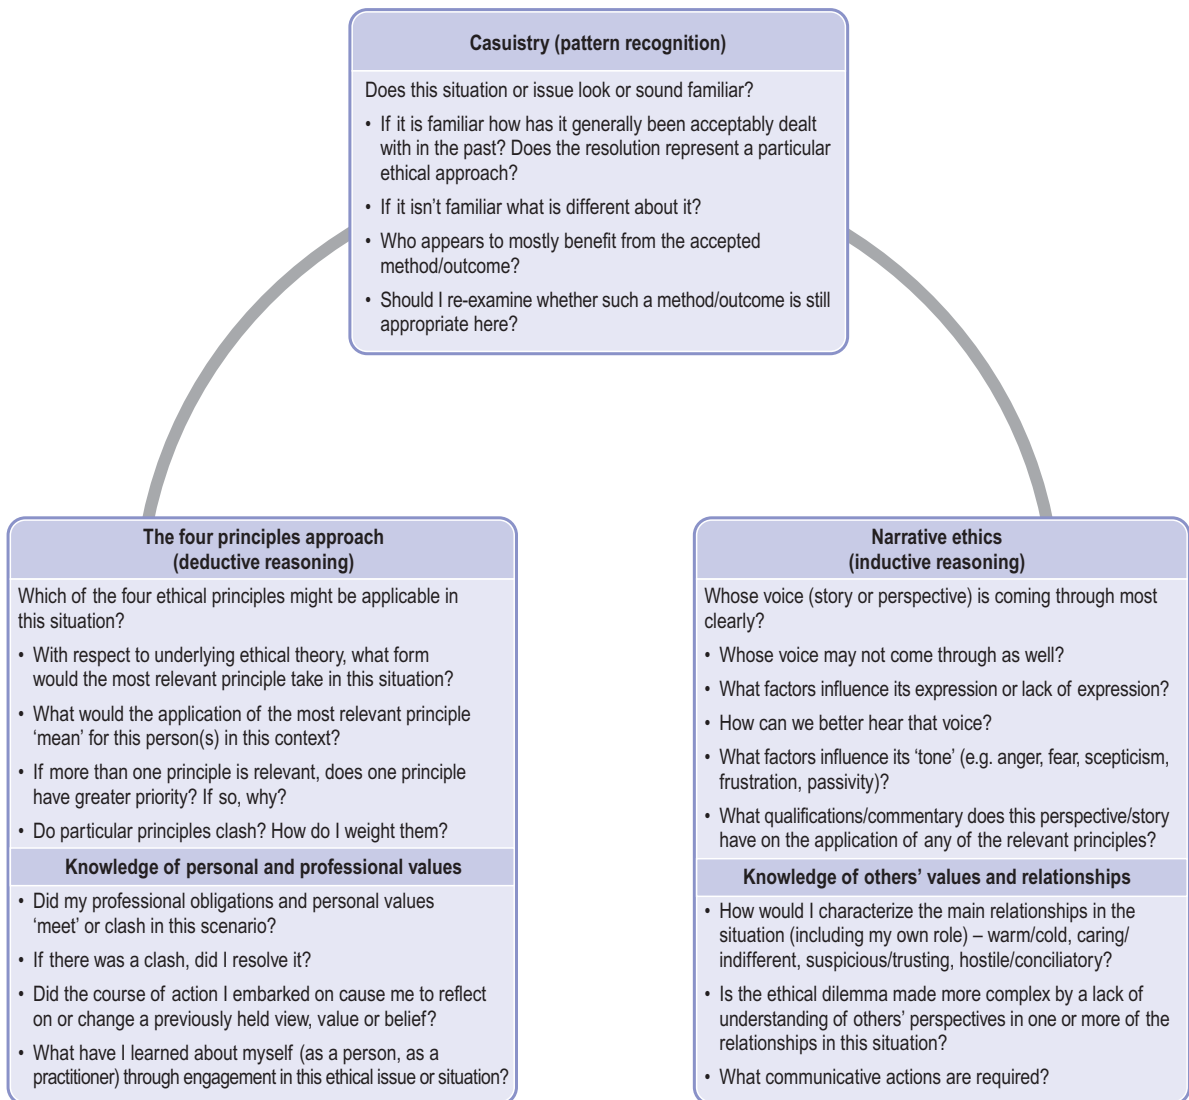 Casuistry (pattern recognition)
Does this situation or issue look or sound familiar?
• If it is familiar how has it generally been acceptably dealt
with in the past? Does the resolution represent a particular
ethical approach?
• If it isn't familiar what is different about it?
• Who appears to mostly benefit from the accepted
method/outcome?
• Should I re-examine whether such a method/outcome is still
appropriate here?
The four principles approach
(deductive reasoning)
Which of the four ethical principles might be applicable in
this situation?
• With respect to underlying ethical theory, what form
would the most relevant principle take in this situation?
• What would the application of the most relevant principle
‘mean’ for this person(s) in this context?
• If more than one principle is relevant, does one principle
have greater priority? If so, why?
• Do particular principles clash? How do I weight them?
Knowledge of personal and professional values
• Did my professional obligations and personal values
‘meet’ or clash in this scenario?
• If there was a clash, did I resolve it?
• Did the course of action I embarked on cause me to reflect
on or change a previously held view, value or belief?
• What have I learned about myself (as a person, as a
practitioner) through engagement in this ethical issue or situation?
Narrative ethics
(inductive reasoning)
Whose voice (story or perspective) is coming through most
clearly?
• Whose voice may not come through as well?
• What factors influence its expression or lack of expression?
• How can we better hear that voice?
• What factors influence its ‘tone’ (e.g. anger, fear, scepticism,
frustration, passivity)?
• What qualifications/commentary does this perspective/story
have on the application of any of the relevant principles?
Knowledge of others’ values and relationships
• How would I characterize the main relationships in the
situation (including my own role) – warm/cold, caring/
indifferent, suspicious/trusting, hostile/conciliatory?
• Is the ethical dilemma made more complex by a lack of
understanding of others’ perspectives in one or more of the
relationships in this situation?
• What communicative actions are required?